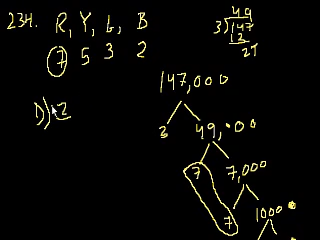 234. R, Y, G, B
7 5 3 2
D) 2
49
3 147
12
27
147,000
3 49,000
7 7,000
7 1000